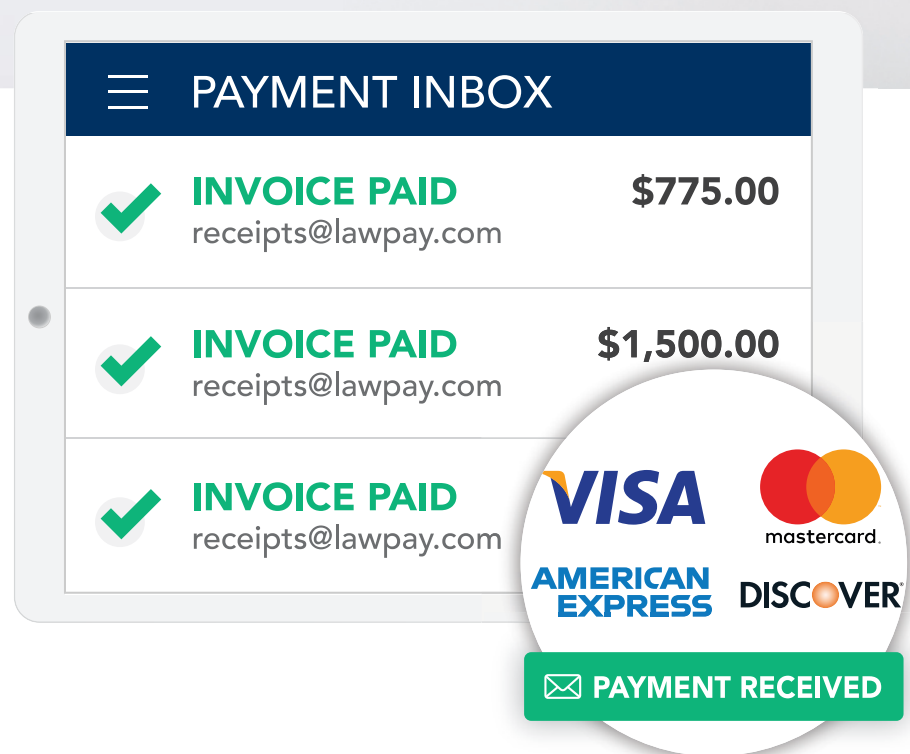 PAYMENT INBOX
INVOICE PAID $775.00
receipts@lawpay.com
INVOICE PAID $1,500.00
receipts@lawpay.com
INVOICE PAID
receipts@lawpay.com
VISA
mastercard.
AMERICAN
EXPRESS
DISCOVER
PAYMENT RECEIVED